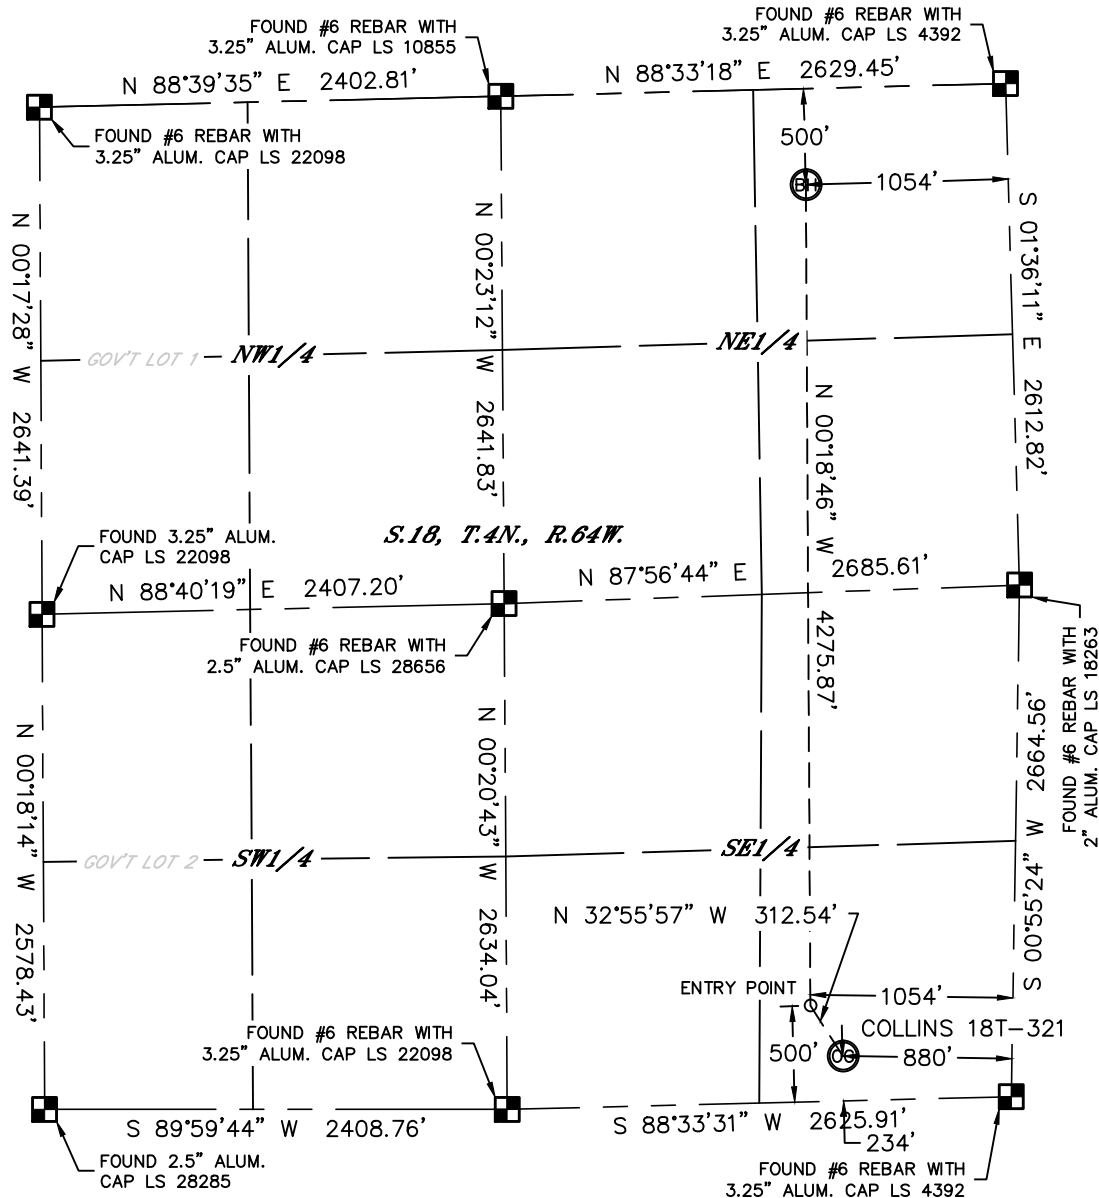 FOUND #6 REBAR WITH
3.25" ALUM. CAP LS 10855
FOUND #6 REBAR WITH
3.25" ALUM. CAP LS 4392
N 88°39'35" E 2402.81'
N 88°33'18" E 2629.45'
FOUND #6 REBAR WITH
3.25" ALUM. CAP LS 22098
500'
BH
1054'
N 00°17'28" W 2641.39'
N 00°23'12" W 2641.83'
S 01°36'11" E 2612.82'
GOV'T LOT 1
NW1/4
NE1/4
N 00°18'46" W 4275.87'
FOUND 3.25" ALUM.
CAP LS 22098
S.18, T.4N., R.64W.
N 88°40'19" E 2407.20'
N 87°56'44" E 2685.61'
FOUND #6 REBAR WITH
2.5" ALUM. CAP LS 28656
FOUND #6 REBAR WITH
2" ALUM. CAP LS 18263
N 00°18'14" W 2578.43'
N 00°20'43" W 2634.04'
S 00°55'24" W 2664.56'
GOV'T LOT 2
SW1/4
SE1/4
N 32°55'57" W 312.54'
ENTRY POINT
1054'
COLLINS 18T-321
FOUND #6 REBAR WITH
3.25" ALUM. CAP LS 22098
500'
OG
880'
S 89°59'44" W 2408.76'
S 88°33'31" W 2625.91'
234'
FOUND 2.5" ALUM.
CAP LS 28285
FOUND #6 REBAR WITH
3.25" ALUM. CAP LS 4392